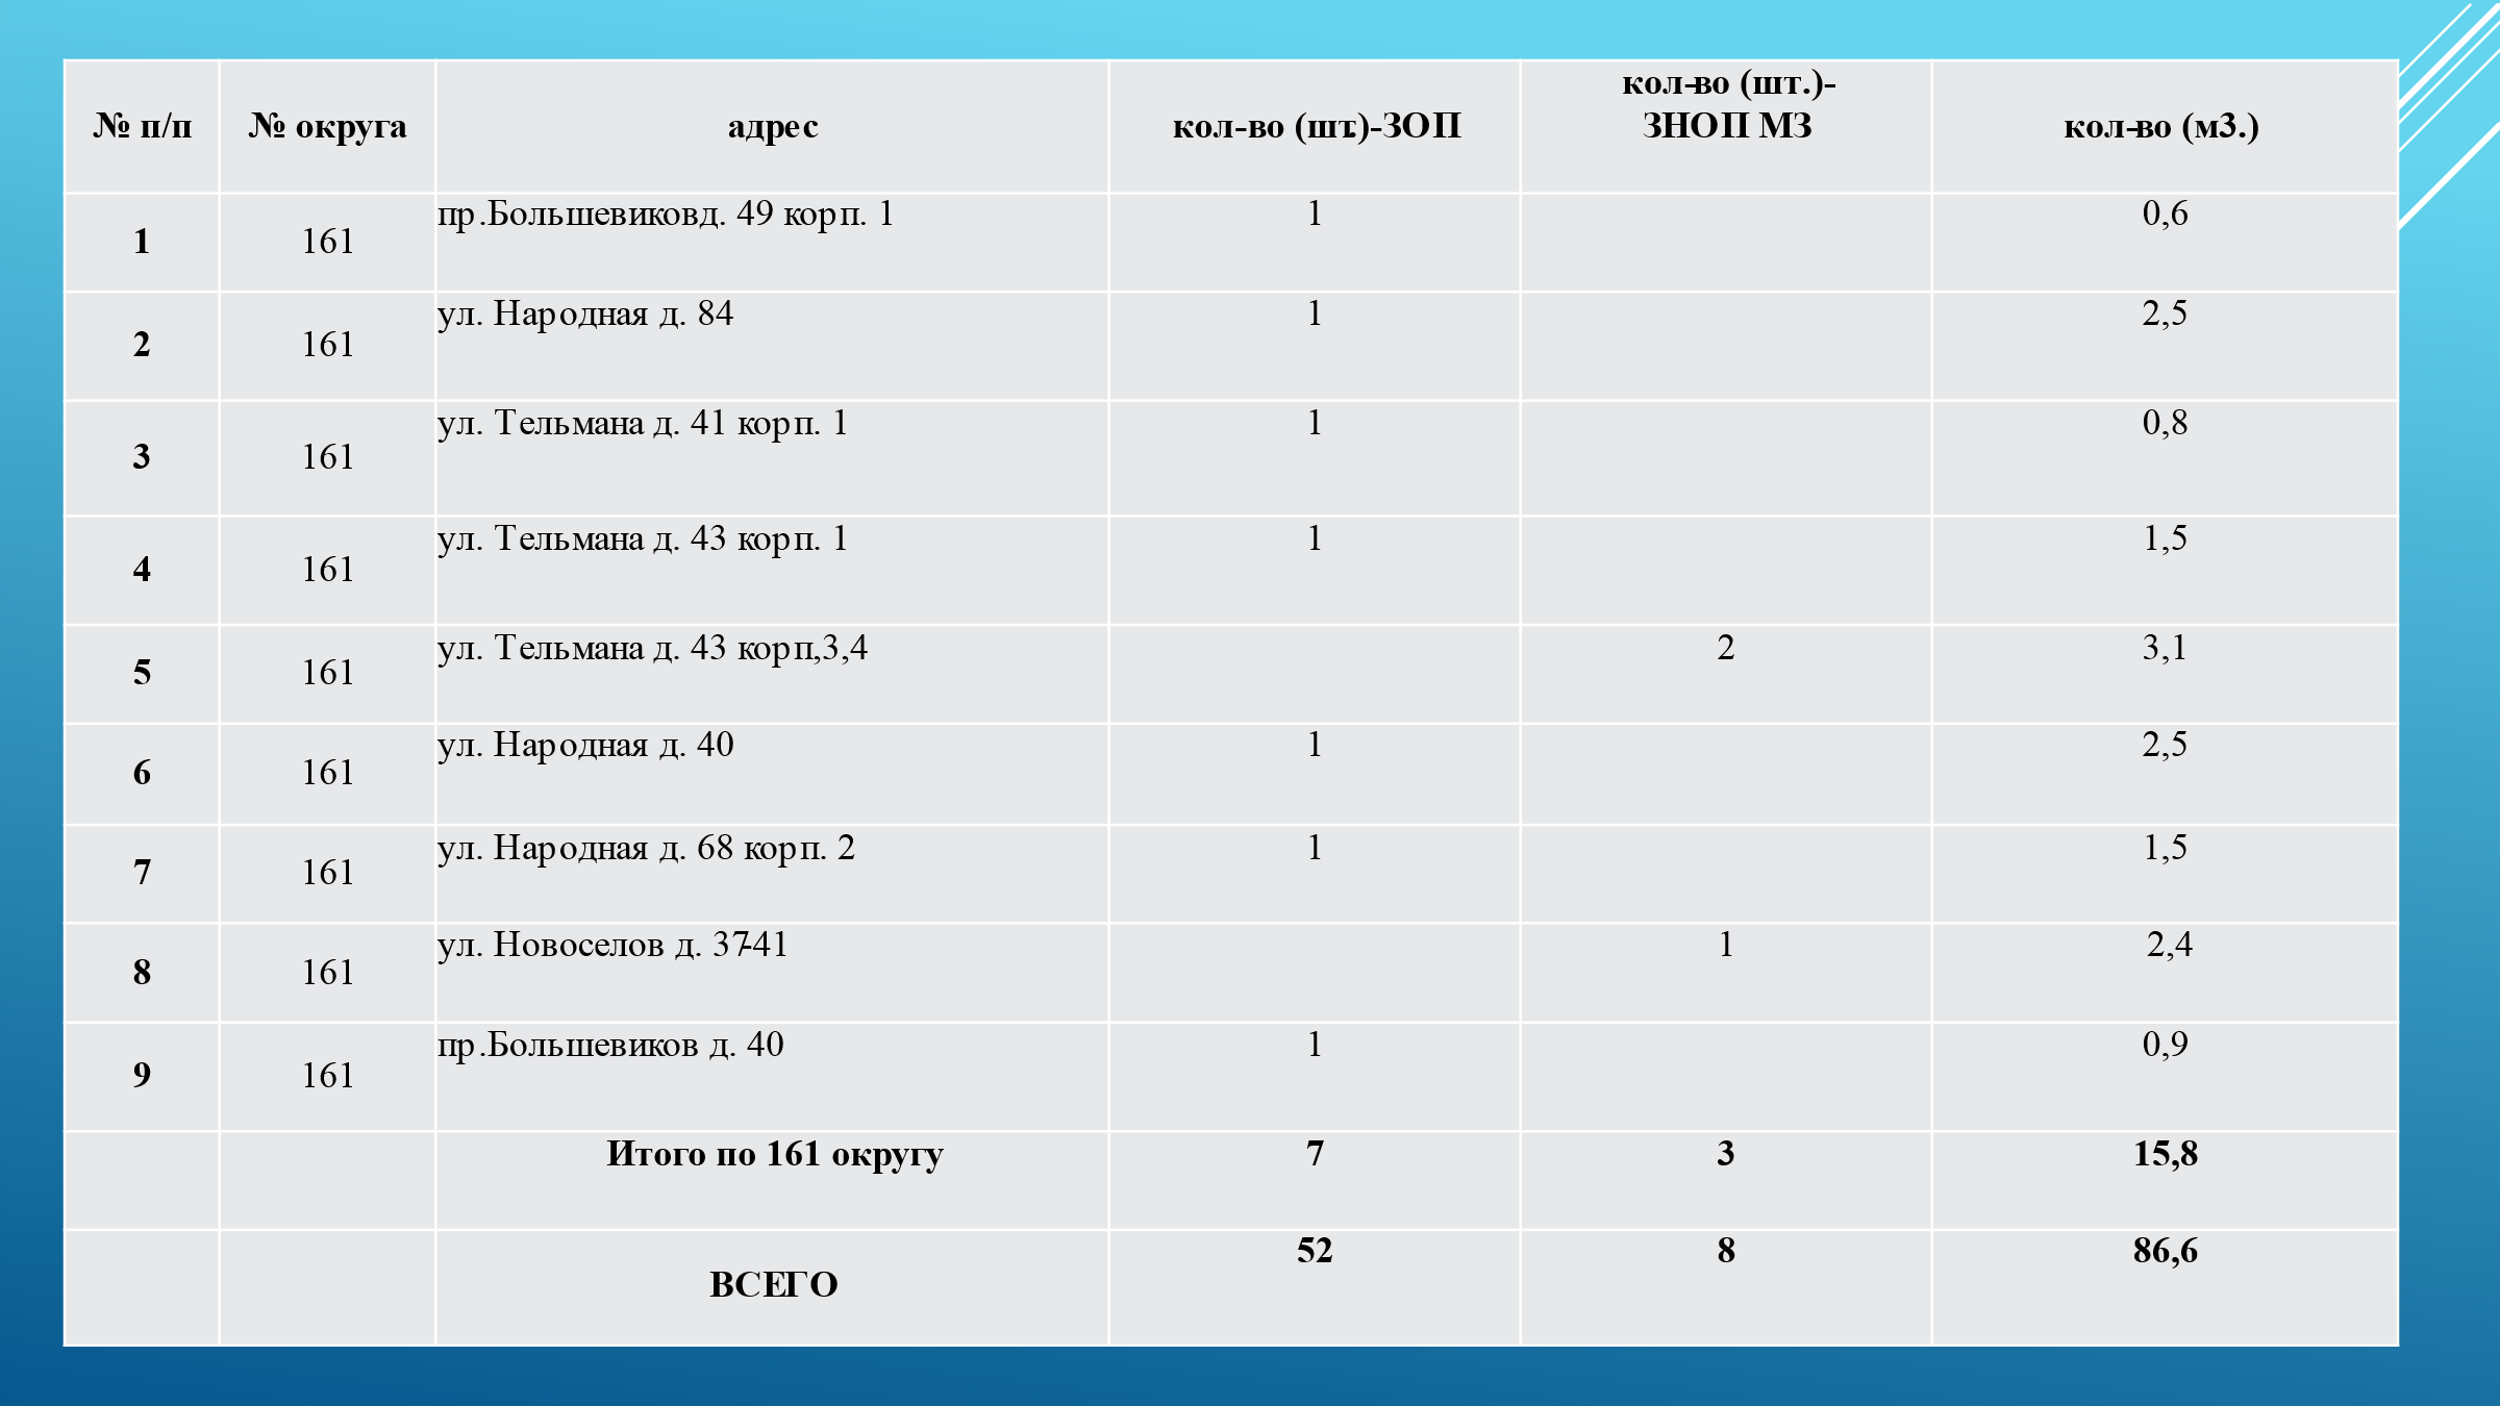 № п/п № округа адрес кол-во (шт.)-ЗОП кол-во (шт.)-
ЗНОП МЗ кол-во (м3.)
1 161 пр.Большевиковд. 49 корп. 1 1 0,6
2 161 ул. Народная д. 84 1 2,5
3 161 ул. Тельмана д. 41 корп. 1 1 0,8
4 161 ул. Тельмана д. 43 корп. 1 1 1,5
5 161 ул. Тельмана д. 43 корп,3,4 2 3,1
6 161 ул. Народная д. 40 1 2,5
7 161 ул. Народная д. 68 корп. 2 1 1,5
8 161 ул. Новоселов д. 37-41 1 2,4
9 161 пр.Большевиков д. 40 1 0,9
Итого по 161 округу 7 3 15,8
ВСЕГО 52 8 86,6